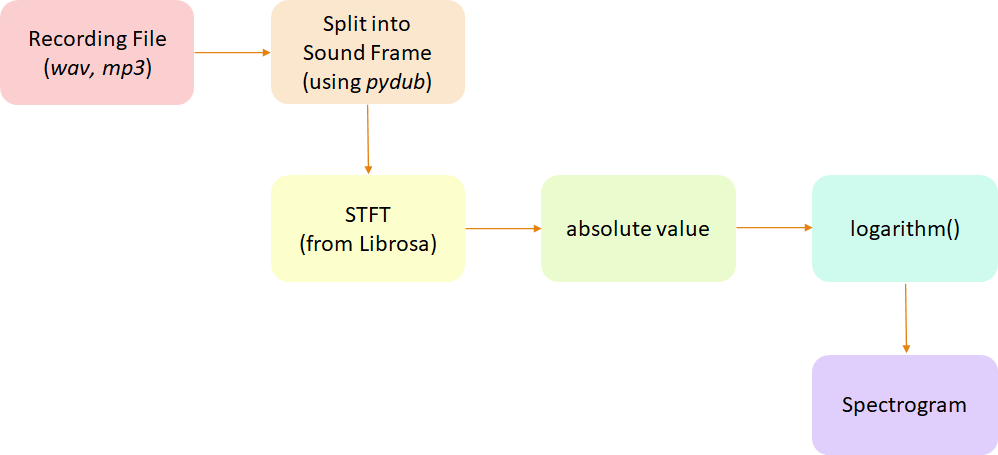 Recording File
(wav, mp3)
Split into
Sound Frame
(using pydub)
STFT
(from Librosa)
absolute value
logarithm()
Spectrogram